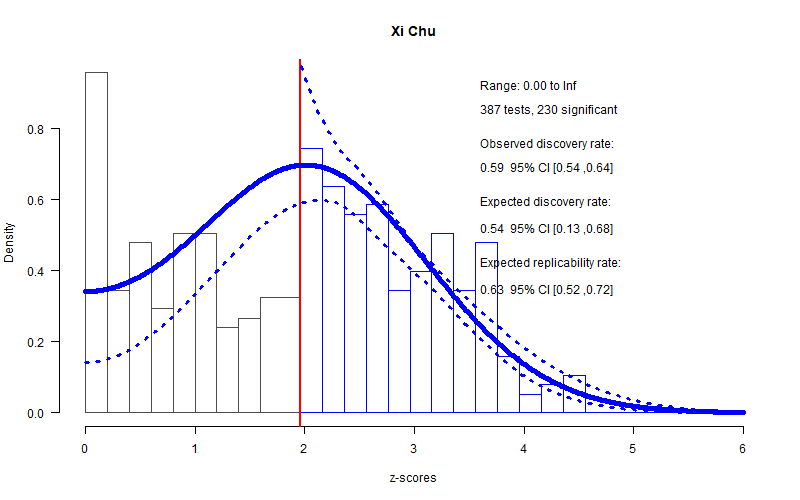 Xi Chu
Range: 0.00 to Inf
387 tests, 230 significant
Observed discovery rate:
0.59 95% CI [0.54 ,0.64]
Expected discovery rate:
0.54 95% CI [0.13 ,0.68]
Expected replicability rate:
0.63 95% CI [0.52 ,0.72]
Density
0.8
0.6
0.4
0.2
0.0
0 1 2 3 4 5 6
z-scores